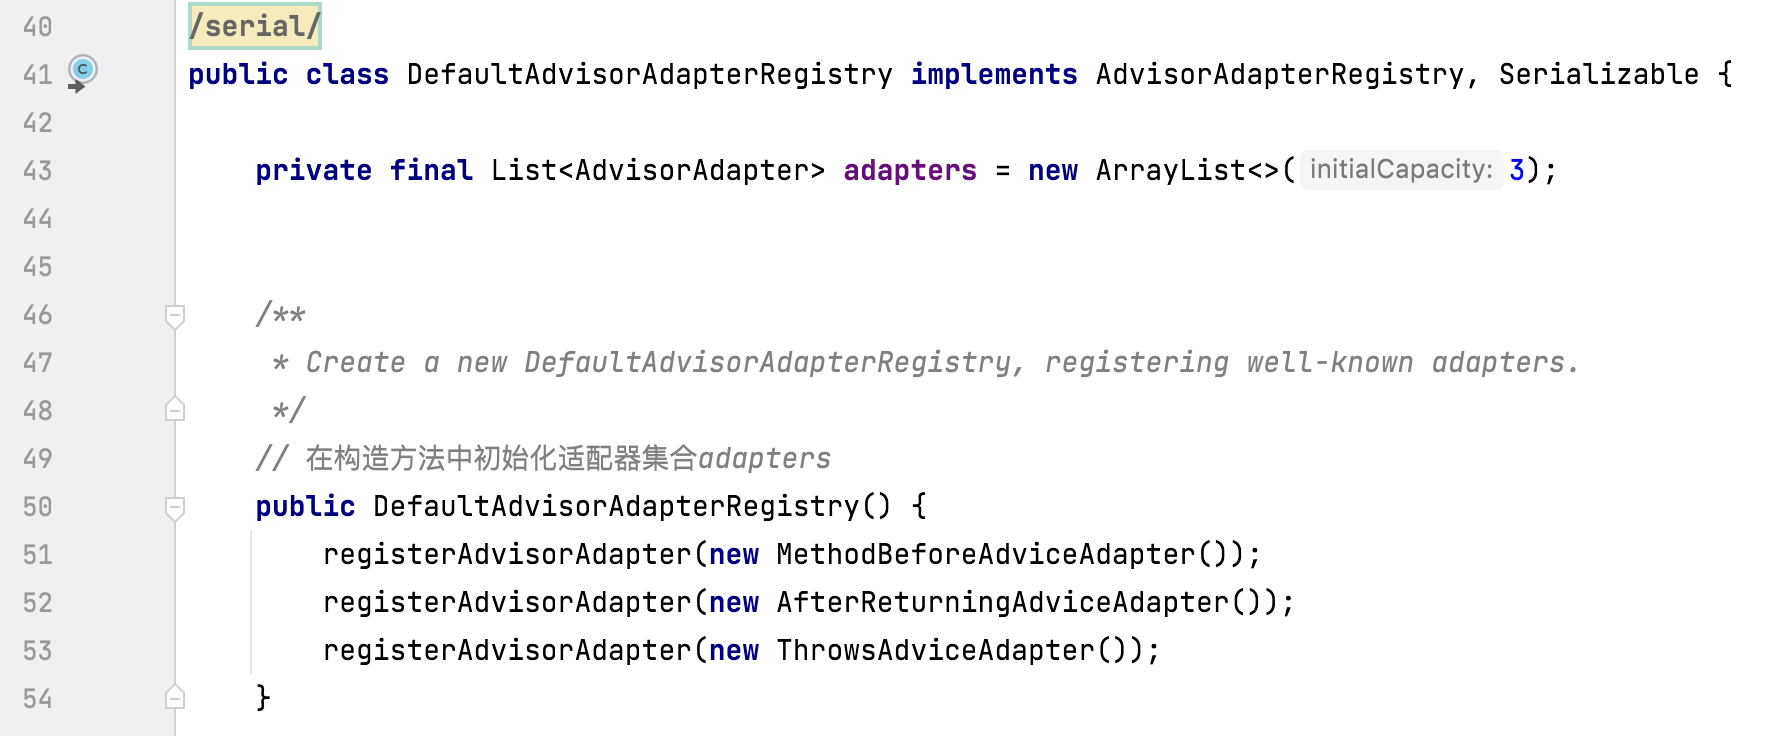 40 /serial/
41 public class DefaultAdvisorAdapterRegistry implements AdvisorAdapterRegistry, Serializable {
42
43 private final List<AdvisorAdapter> adapters = new ArrayList<>( initialCapacity: 3);
44
45
46 /**
47 * Create a new DefaultAdvisorAdapterRegistry, registering well-known adapters.
48 */
49 // 在构造方法中初始化适配器集合adapters
50 public DefaultAdvisorAdapterRegistry() {
51 registerAdvisorAdapter(new MethodBeforeAdviceAdapter());
52 registerAdvisorAdapter(new AfterReturningAdviceAdapter());
53 registerAdvisorAdapter(new ThrowsAdviceAdapter());
54 }